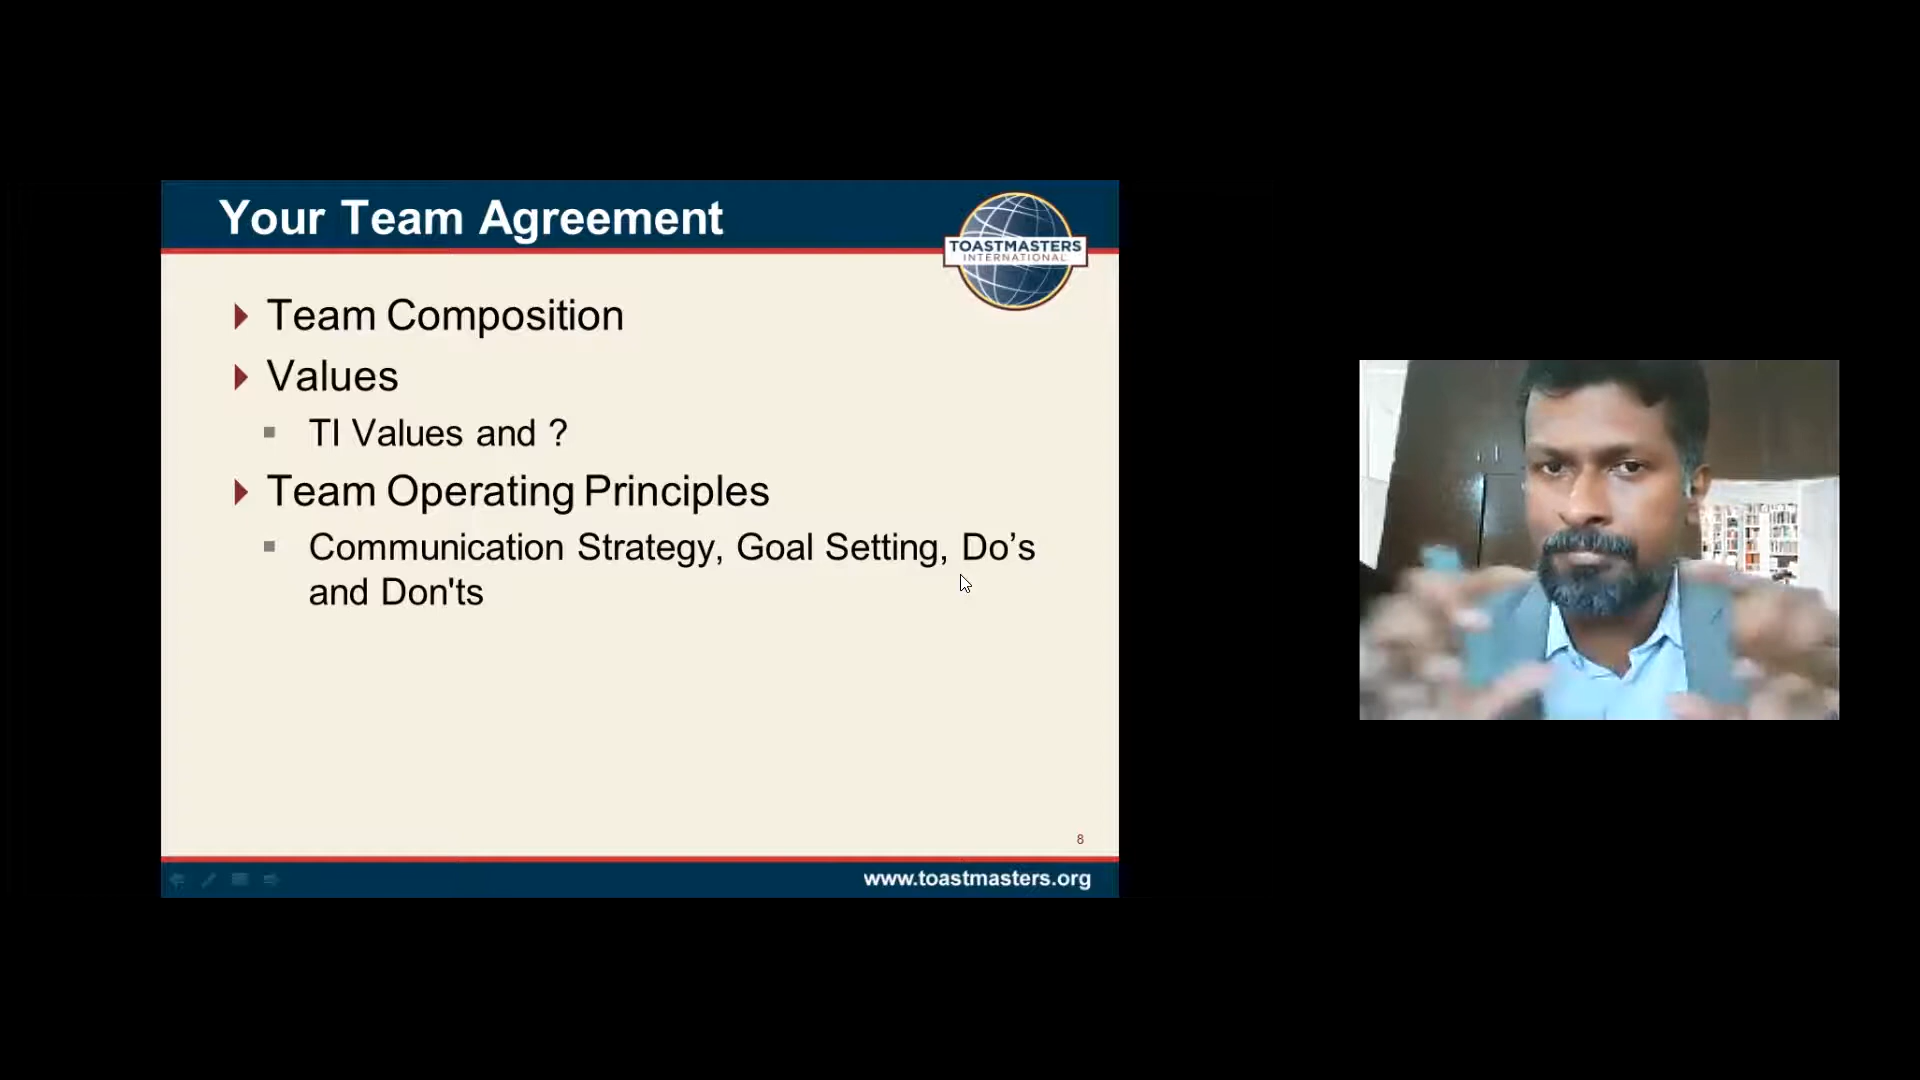 Your Team Agreement
TOASTMASTERS
INTERNATIONAL
Team Composition
Values
TI Values and ?
Team Operating Principles
Communication Strategy, Goal Setting, Do’s
and Don'ts
8
www.toastmasters.org